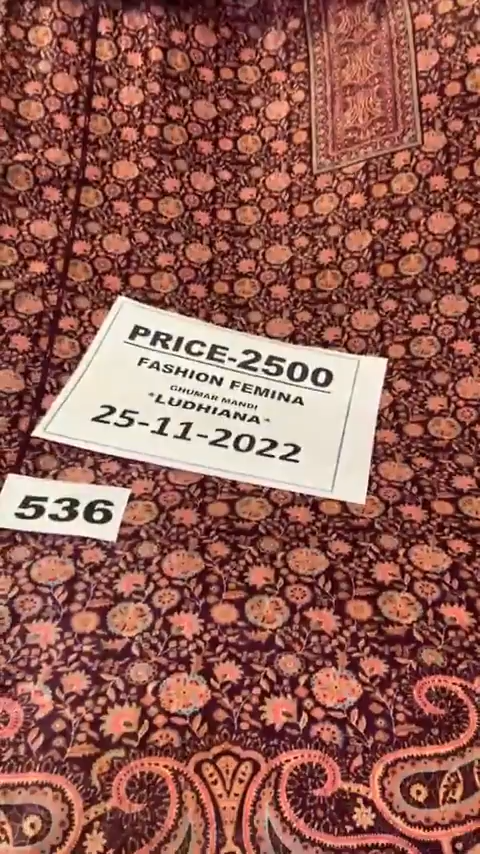 PRICE-2500
FASHION FEMINA
GHUMAR MANDI
*LUDHIANA*
25-11-2022
536